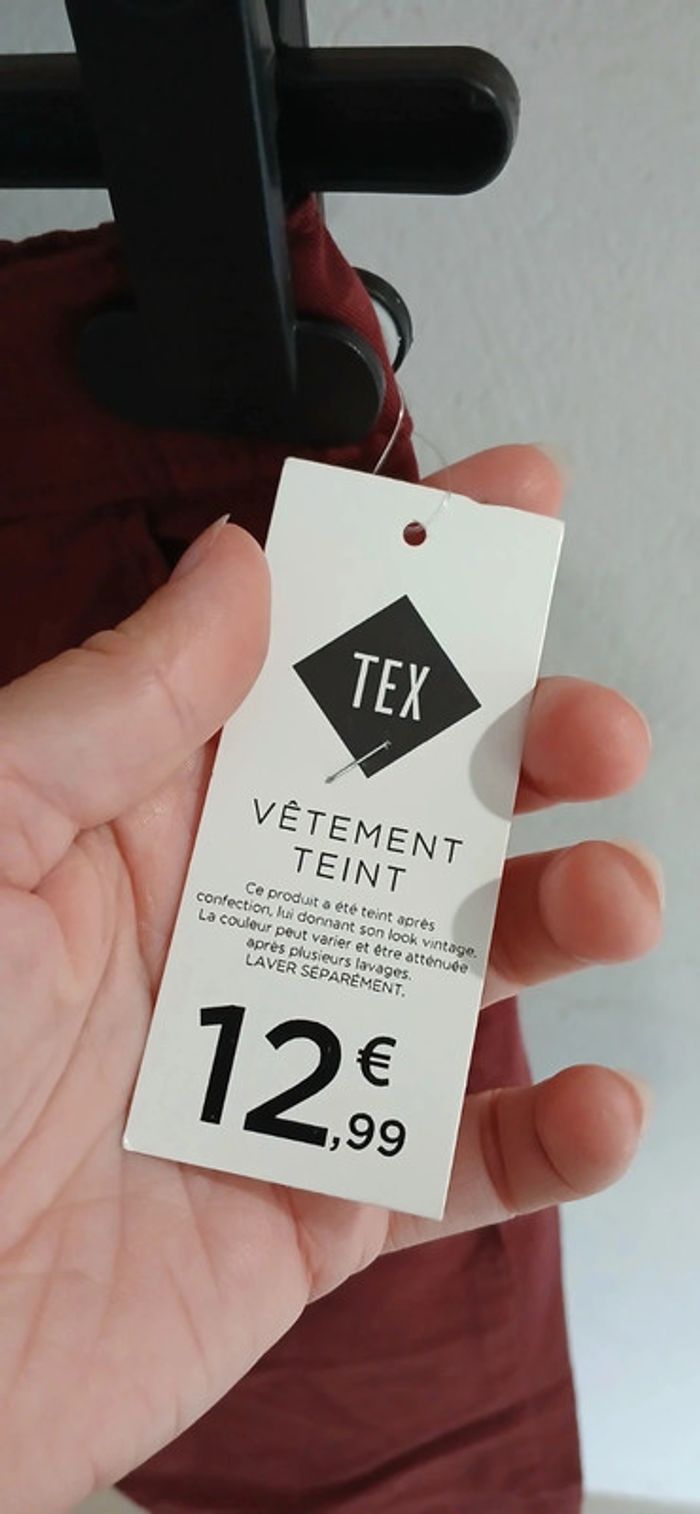 TEX
VÊTEMENT
TEINT
Ce produit a été teint après
confection, lui donnant son look vintage.
La couleur peut varier et être atténuée
après plusieurs lavages.
LAVER SÉPARÉMENT.
12€,99